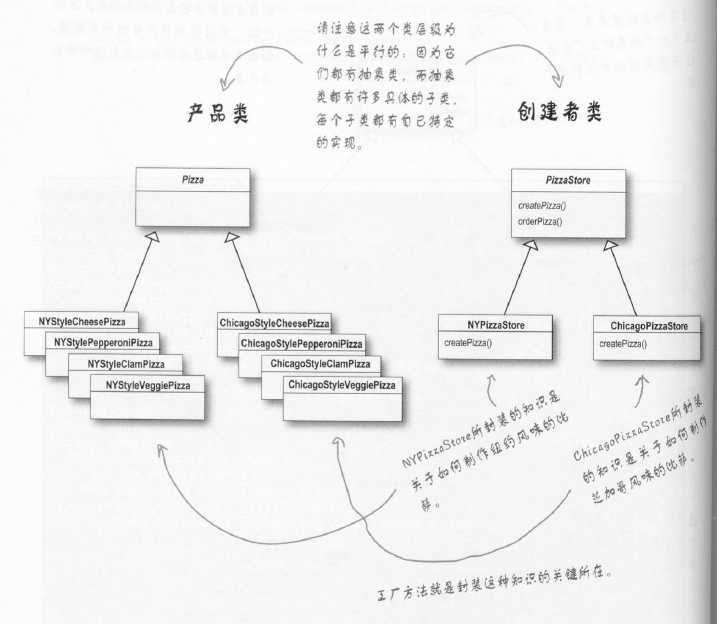 请注意这两个类层级为
什么是平行的：因为它
们都有抽象类，而抽象
类都有许多具体的子类，
每个子类都有自己特定
的实现。
产品类
创建者类
Pizza
PizzaStore
createPizza()
orderPizza()
NYStyleCheesePizza
NYStylePepperoniPizza
NYStyleClamPizza
NYStyleVeggiePizza
ChicagoStyleCheesePizza
ChicagoStylePepperoniPizza
ChicagoStyleClamPizza
ChicagoStyleVeggiePizza
NYPizzaStore
createPizza()
ChicagoPizzaStore
createPizza()
NYPizzaStore所封装的知识是
关于如何制作纽约风味的比
萨。
ChicagoPizzaStore所封装
的知识是关于如何制作
芝加哥风味的比萨。
工厂方法就是封装这种知识的关键所在。